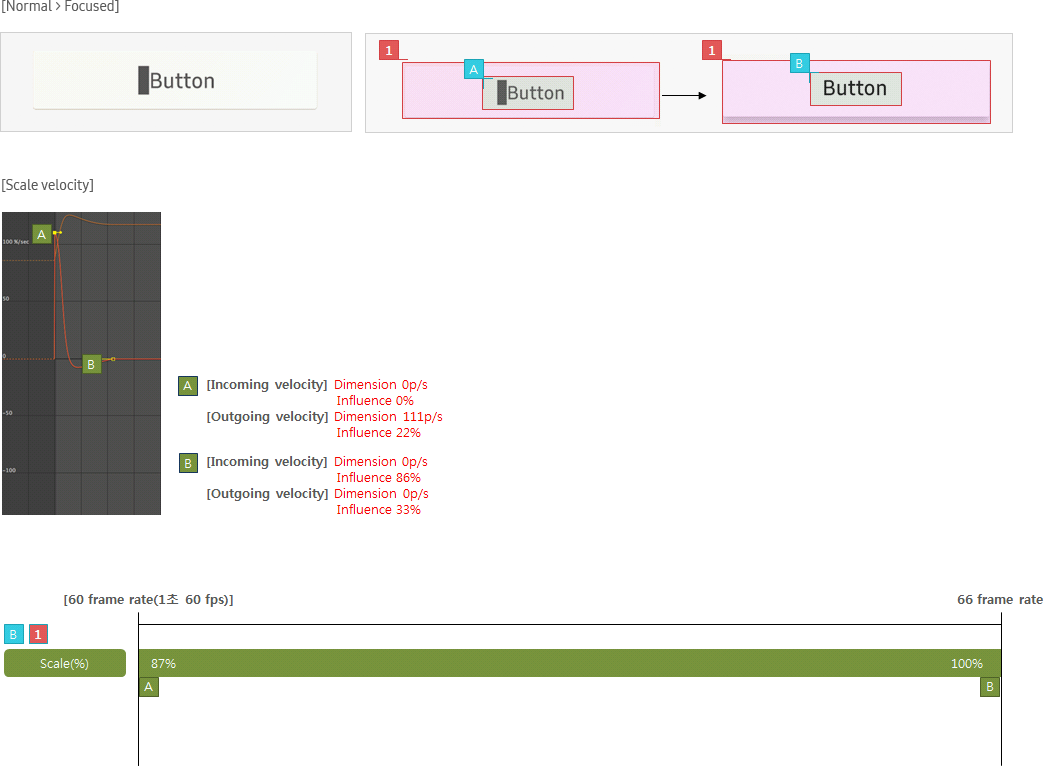 [Normal > Focused]
Button
1
A
Button
1
B
Button
[Scale velocity]
100 %/sec
50
0
-50
-100
A
B
A [Incoming velocity] Dimension 0p/s
Influence 0%
[Outgoing velocity] Dimension 111p/s
Influence 22%
B [Incoming velocity] Dimension 0p/s
Influence 86%
[Outgoing velocity] Dimension 0p/s
Influence 33%
[60 frame rate(1초 60 fps)]
66 frame rate
B 1
Scale(%)
87%
100%
A
B